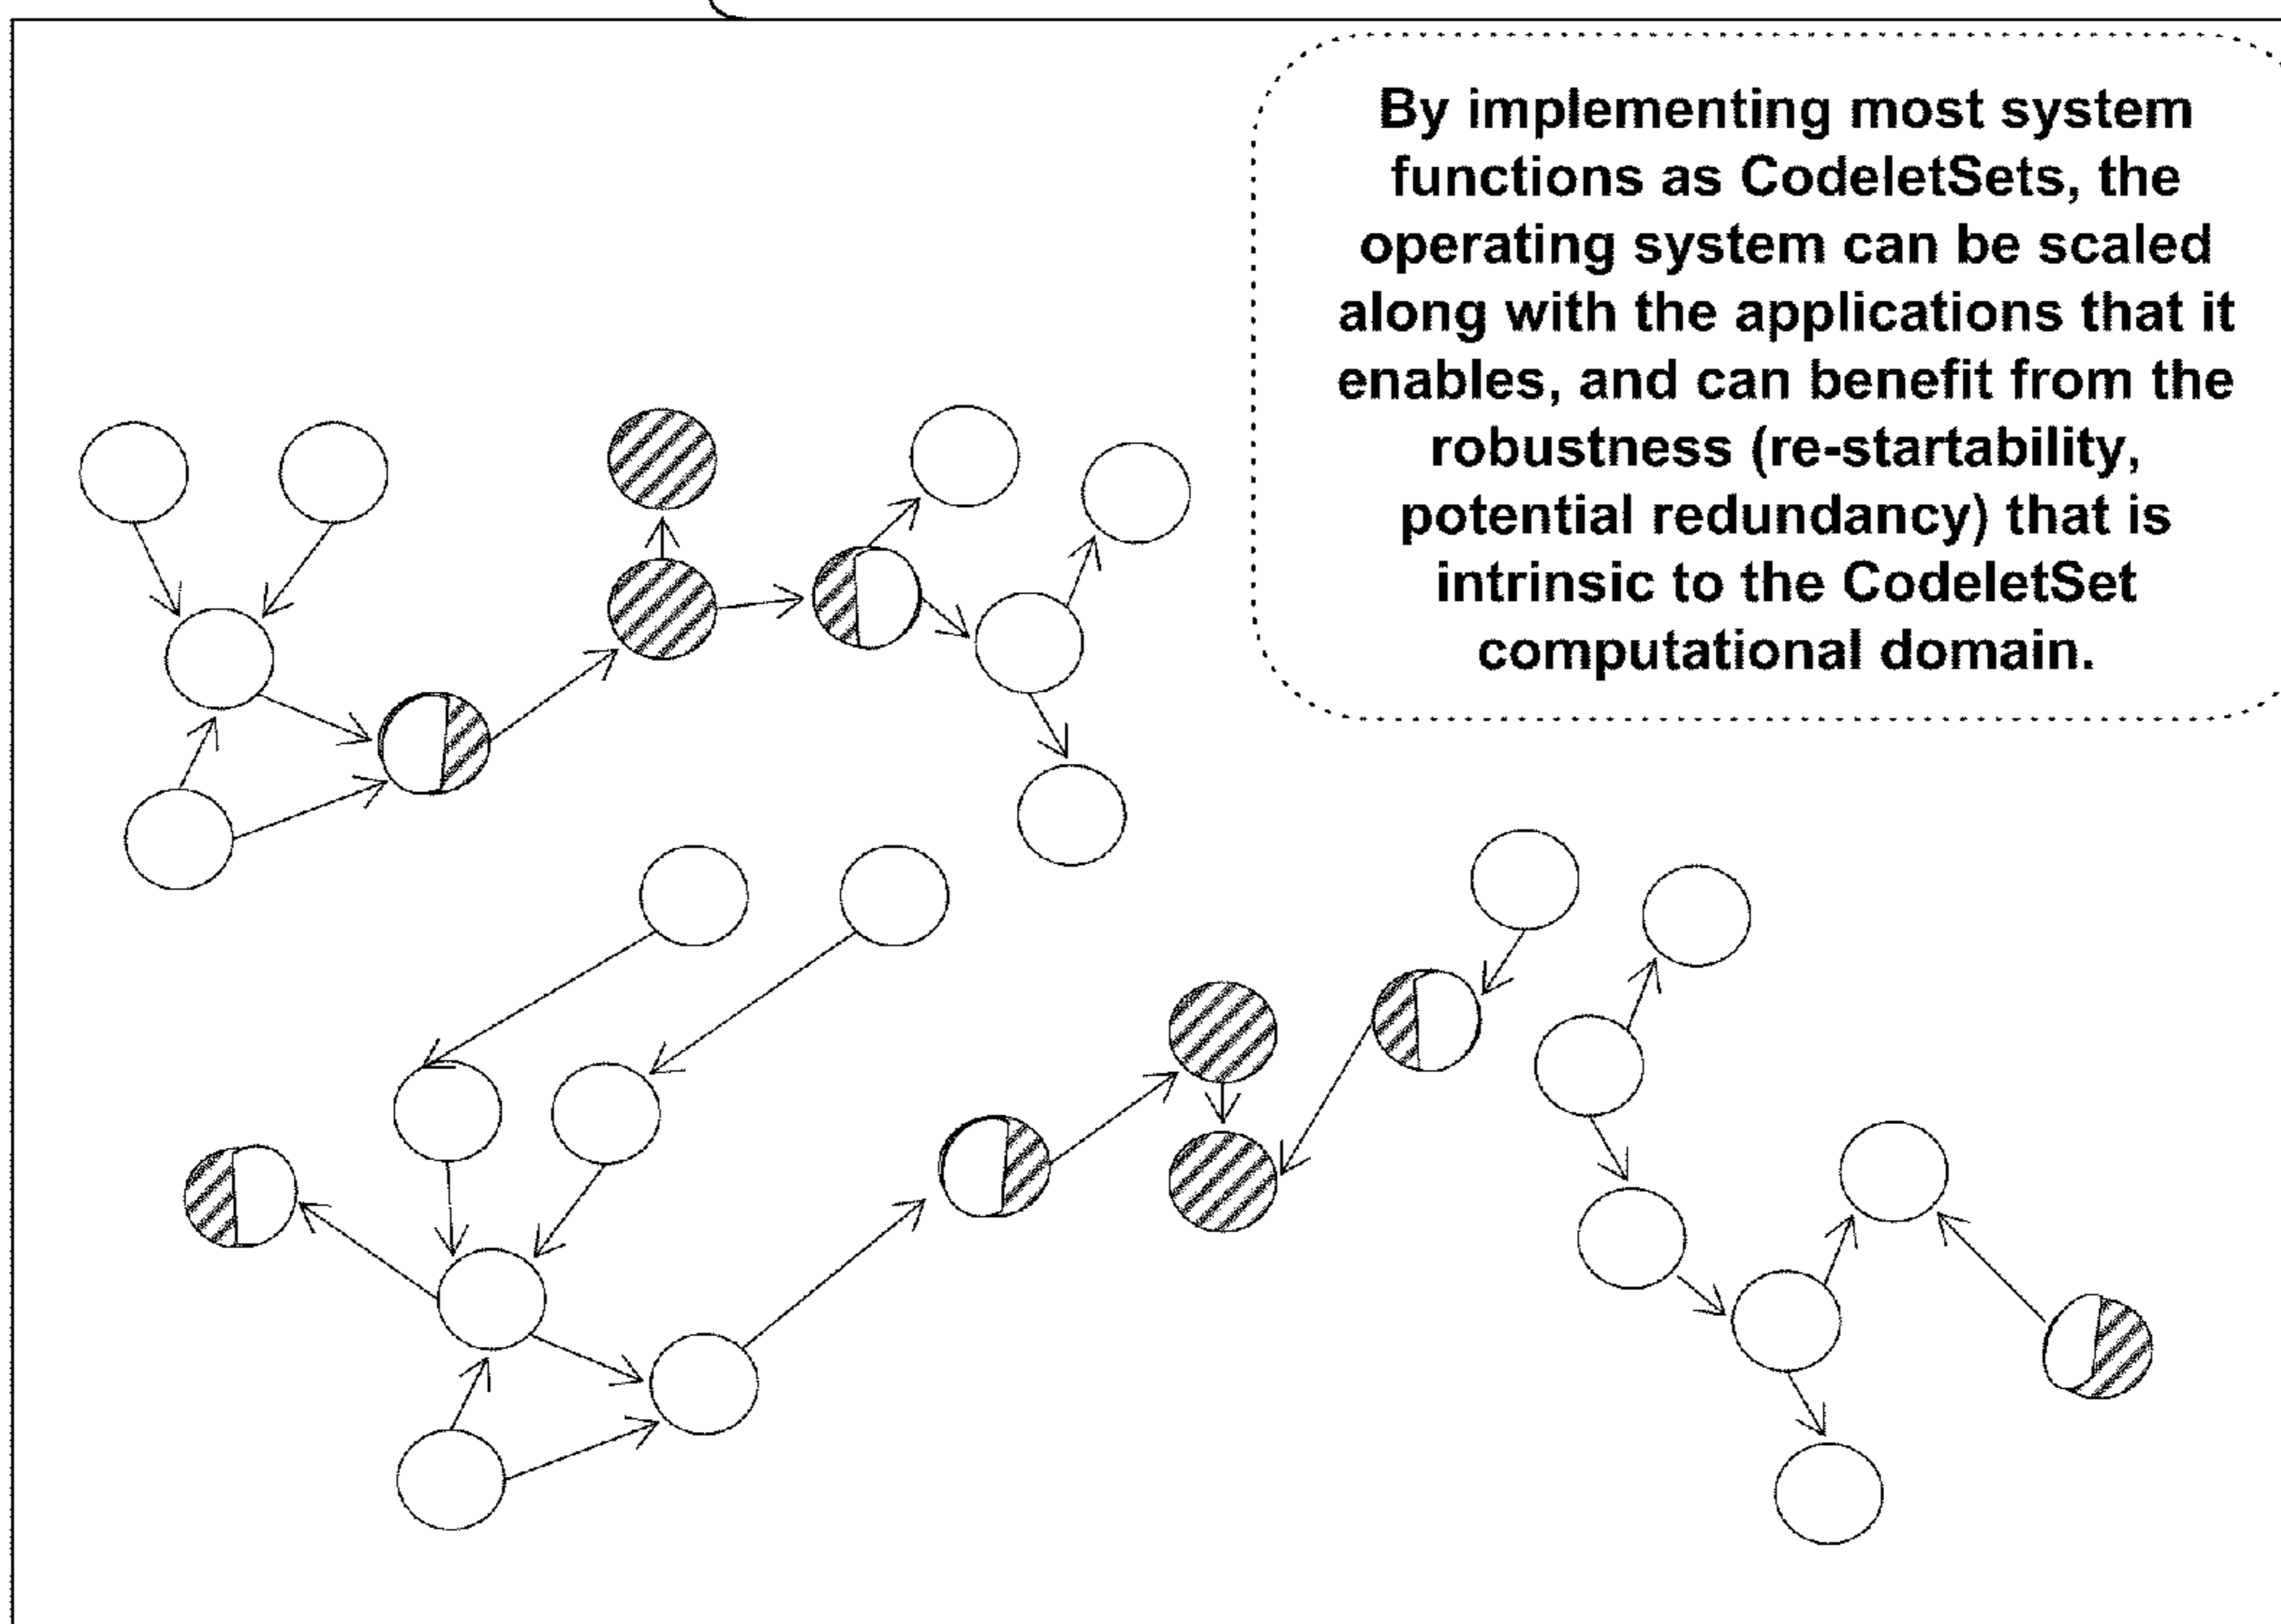 By implementing most system
functions as CodeletSets, the
operating system can be scaled
along with the applications that it
enables, and can benefit from the
robustness (re-startability,
potential redundancy) that is
intrinsic to the CodeletSet
computational domain.